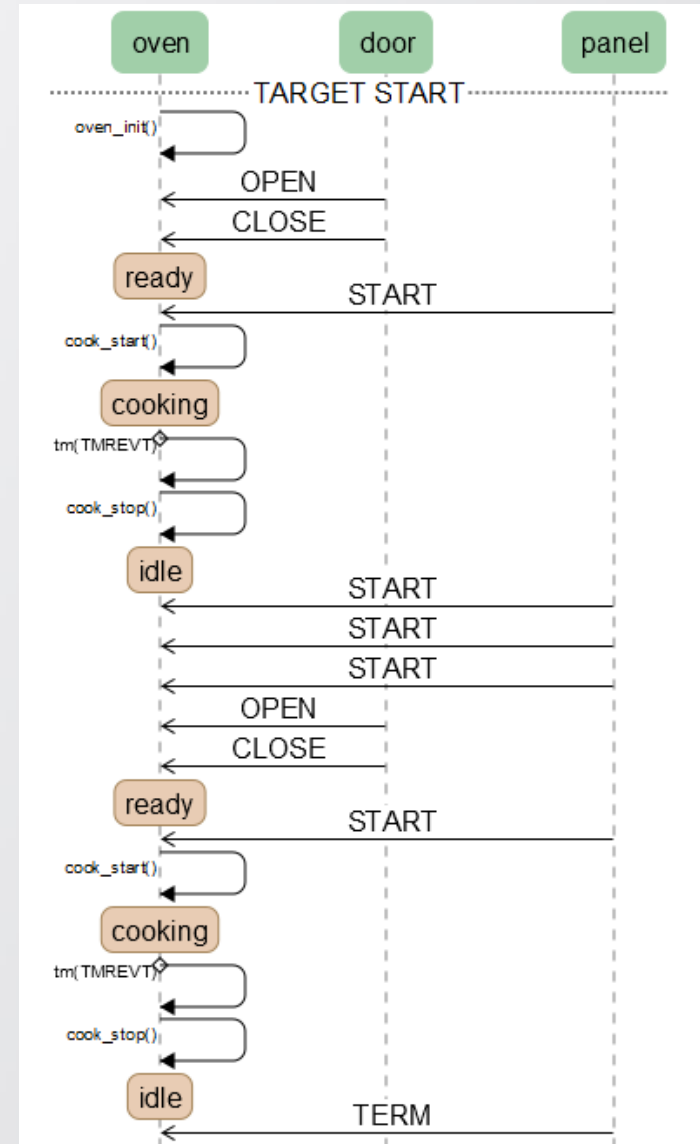 oven door panel
TARGET START
oven_init()
OPEN
CLOSE
ready
START
cook_start()
cooking
tm(TMREVT)
cook_stop()
idle
START
START
START
OPEN
CLOSE
ready
START
cook_start()
cooking
tm(TMREVT)
cook_stop()
idle
TERM